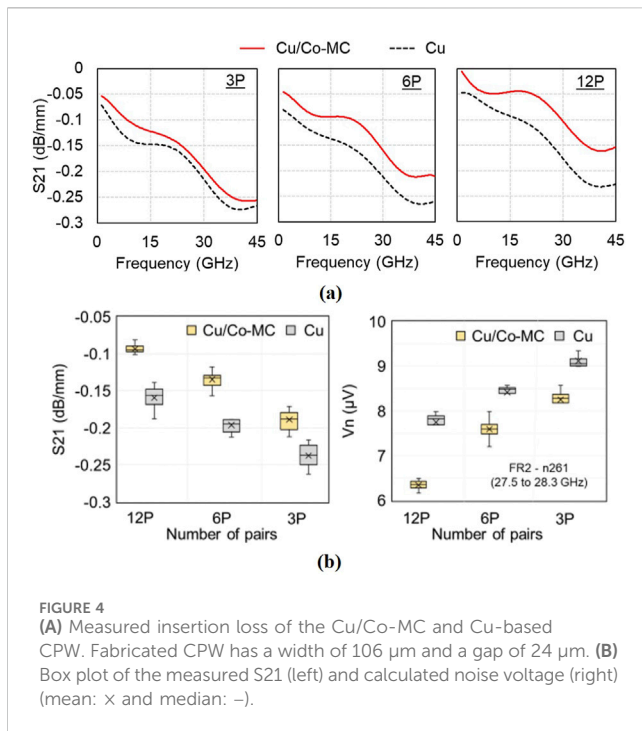 Cu/Co-MC Cu
0
-0.05
-0.1
-0.15
-0.2
-0.25
-0.3
S21 (dB/mm)
3P 6P 12P
0 15 30 45 0 15 30 45 0 15 30 45
Frequency (GHz) Frequency (GHz) Frequency (GHz)
(a)
-0.05
-0.1
-0.15
-0.2
-0.25
-0.3
S21 (dB/mm)
Cu/Co-MC Cu
12P 6P 3P
Number of pairs
10
9
8
7
6
Vn (µV)
Cu/Co-MC Cu
FR2 - n261
(27.5 to 28.3 GHz)
12P 6P 3P
Number of pairs
(b)
FIGURE 4
(A) Measured insertion loss of the Cu/Co-MC and Cu-based
CPW. Fabricated CPW has a width of 106 µm and a gap of 24 µm. (B)
Box plot of the measured S21 (left) and calculated noise voltage (right)
(mean: × and median: –).